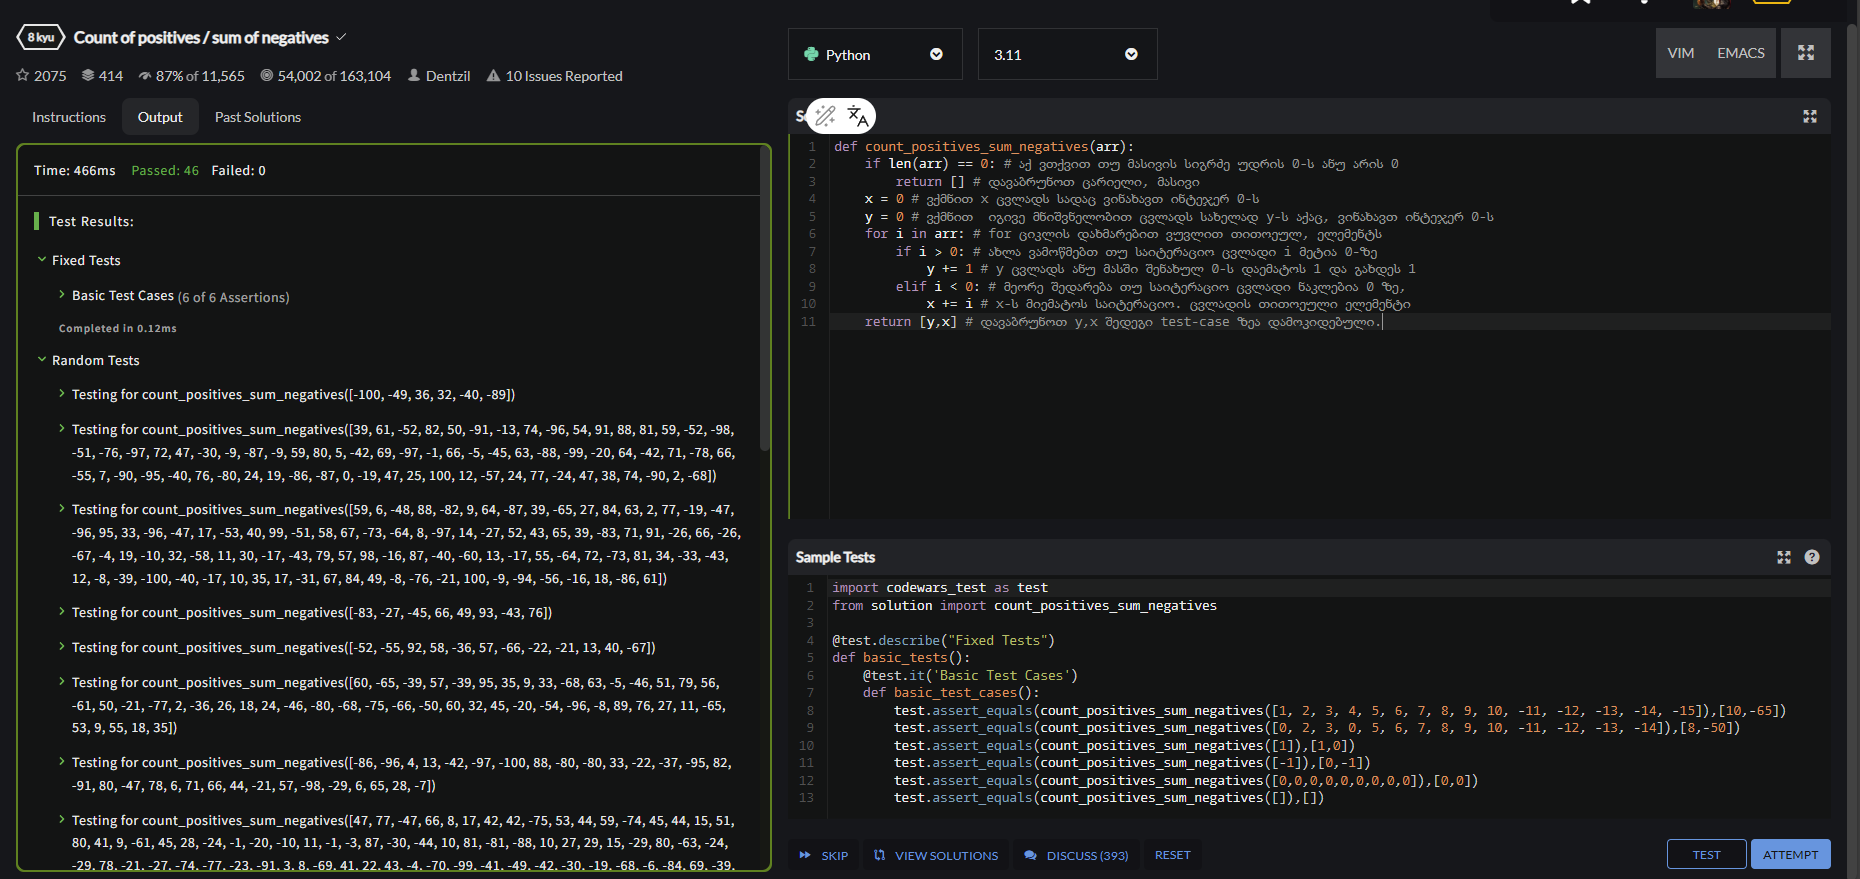 8 kyu Count of positives / sum of negatives
2075 414 87% of 11,565 54,002 of 163,104 Dentzil 10 Issues Reported
Instructions Output Past Solutions
Time: 466ms Passed: 46 Failed: 0
Test Results:
Fixed Tests
Basic Test Cases (6 of 6 Assertions)
Completed in 0.12ms
Random Tests
Testing for count_positives_sum_negatives([-100, -49, 36, 32, -40, -89])
Testing for count_positives_sum_negatives([39, 61, -52, 82, 50, -91, -13, 74, -96, 54, 91, 88, 81, 59, -52, -98,
-51, -76, -97, 72, 47, -30, -9, -87, -9, 59, 80, 5, -42, 69, -97, -1, 66, -5, -45, 63, -88, -99, -20, 64, -42, 71, -78, 66,
-55, 7, -90, -95, -40, 76, -80, 24, 19, -86, -87, 0, -19, 47, 25, 100, 12, -57, 24, 77, -24, 47, 38, 74, -90, 2, -68])
Testing for count_positives_sum_negatives([59, 6, -48, 88, -82, 9, 64, -87, 39, -65, 27, 84, 63, 2, 77, -19, -47,
-96, 95, 33, -96, -47, 17, -53, 40, 99, -51, 58, 67, -73, -64, 8, -97, 14, -27, 52, 43, 65, 39, -83, 71, 91, -26, 66, -26,
-67, -4, 19, -10, 32, -58, 11, 30, -17, -43, 79, 57, 98, -16, 87, -40, -60, 13, -17, 55, -64, 72, -73, 81, 34, -33, -43,
12, -8, -39, -100, -40, -17, 10, 35, 17, -31, 67, 84, 49, -8, -76, -21, 100, -9, -94, -56, -16, 18, -86, 61])
Testing for count_positives_sum_negatives([-83, -27, -45, 66, 49, 93, -43, 76])
Testing for count_positives_sum_negatives([-52, -55, 92, 58, -36, 57, -66, -22, -21, 13, 40, -67])
Testing for count_positives_sum_negatives([60, -65, -39, 57, -39, 95, 35, 9, 33, -68, 63, -5, -46, 51, 79, 56,
-61, 50, -21, -77, 2, -36, 26, 18, 24, -46, -80, -68, -75, -66, -50, 60, 32, 45, -20, -54, -96, -8, 89, 76, 27, 11, -65,
53, 9, 55, 18, 35])
Testing for count_positives_sum_negatives([-86, -96, 4, 13, -42, -97, -100, 88, -80, -80, 33, -22, -37, -95, 82,
-91, 80, -47, 78, 6, 71, 66, 44, -21, 57, -98, -29, 6, 65, 28, -7])
Testing for count_positives_sum_negatives([47, 77, -47, 66, 8, 17, 42, 42, -75, 53, 44, 59, -74, 45, 44, 15, 51,
80, 41, 9, -61, 45, 28, -24, -1, -20, -10, 11, -1, -3, 87, -30, -44, 10, 81, -81, -88, 10, 27, 29, 15, -29, 80, -63, -24,
-29, 78, -21, -27, -74, -77, -23, -91, 3, 8, -69, 41, 22, 43, -4, -70, -99, -41, -49, -42, -30, -19, -68, -6, -84, 69, -39,
Python 3.11 VIM EMACS
1 def count_positives_sum_negatives(arr):
2 if len(arr) == 0: # აქ ვთქვით თუ მასივის სიგრძე უდრის 0-ს ანუ არის 0
3 return [] # დავაბრუნოთ ცარიელი, მასივი
4 x = 0 # ვქმნით x ცვლადს სადაც ვინახავთ ინტეჯერ 0-ს
5 y = 0 # ვქმნით იგივე მნიშვნელობით ცვლადს სახელად y-ს აქაც, ვინახავთ ინტეჯერ 0-ს
6 for i in arr: # for ციკლის დახმარებით ვუვლით თითოეულ, ელემენტს
7 if i > 0: # ახლა ვამოწმებთ თუ საიტერაციო ცვლადი i მეტია 0-ზე
8 y += 1 # y ცვლადს ანუ მასში შენახულ 0-ს დაემატოს 1 და გახდეს 1
9 elif i < 0: # მეორე შედარება თუ საიტერაციო ცვლადი ნაკლებია 0 ზე,
10 x += i # x-ს მიემატოს საიტერაციო. ცვლადის თითოეული ელემენტი
11 return [y,x] # დავაბრუნოთ y,x შედეგი test-case ზეა დამოკიდებული.
Sample Tests
1 import codewars_test as test
2 from solution import count_positives_sum_negatives
3
4 @test.describe("Fixed Tests")
5 def basic_tests():
6 @test.it('Basic Test Cases')
7 def basic_test_cases():
8 test.assert_equals(count_positives_sum_negatives([1, 2, 3, 4, 5, 6, 7, 8, 9, 10, -11, -12, -13, -14, -15]),[10,-65])
9 test.assert_equals(count_positives_sum_negatives([0, 2, 3, 0, 5, 6, 7, 8, 9, 10, -11, -12, -13, -14]),[8,-50])
10 test.assert_equals(count_positives_sum_negatives([1]),[1,0])
11 test.assert_equals(count_positives_sum_negatives([-1]),[0,-1])
12 test.assert_equals(count_positives_sum_negatives([0,0,0,0,0,0,0,0,0]),[0,0])
13 test.assert_equals(count_positives_sum_negatives([]),[])
SKIP VIEW SOLUTIONS DISCUSS (393) RESET TEST ATTEMPT